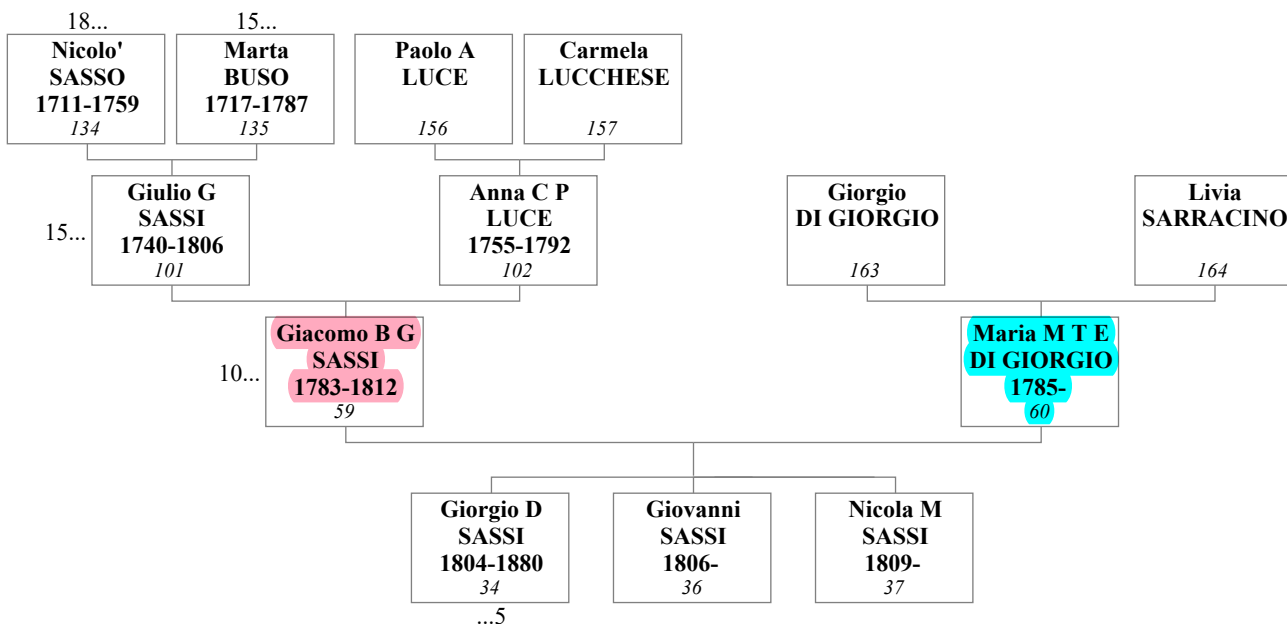 18...
15...
Nicolo'
SASSO
1711-1759
134
Marta
BUSO
1717-1787
135
Paolo A
LUCE
156
Carmela
LUCCHESE
157
15...
Giulio G
SASSI
1740-1806
101
Anna C P
LUCE
1755-1792
102
Giorgio
DI GIORGIO
163
Livia
SARRACINO
164
10...
Giacomo B G
SASSI
1783-1812
59
Maria M T E
DI GIORGIO
1785-
60
Giorgio D
SASSI
1804-1880
34
Giovanni
SASSI
1806-
36
Nicola M
SASSI
1809-
37
...5